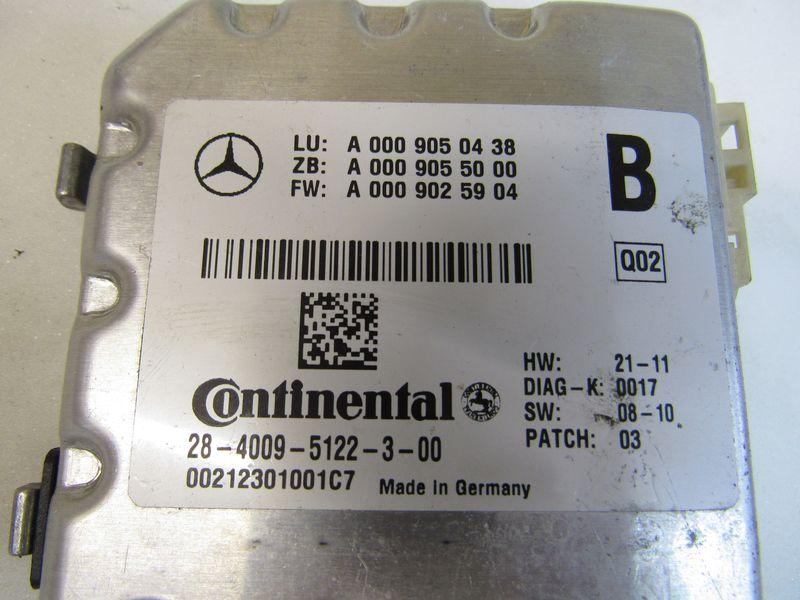 LU: A 000 905 04 38
ZB: A 000 905 50 00
FW: A 000 902 59 04
B
Q02
HW: 21-11
DIAG-K: 0017
SW: 08-10
PATCH: 03
Continental
28-4009-5122-3-00
00212301001C7 Made in Germany